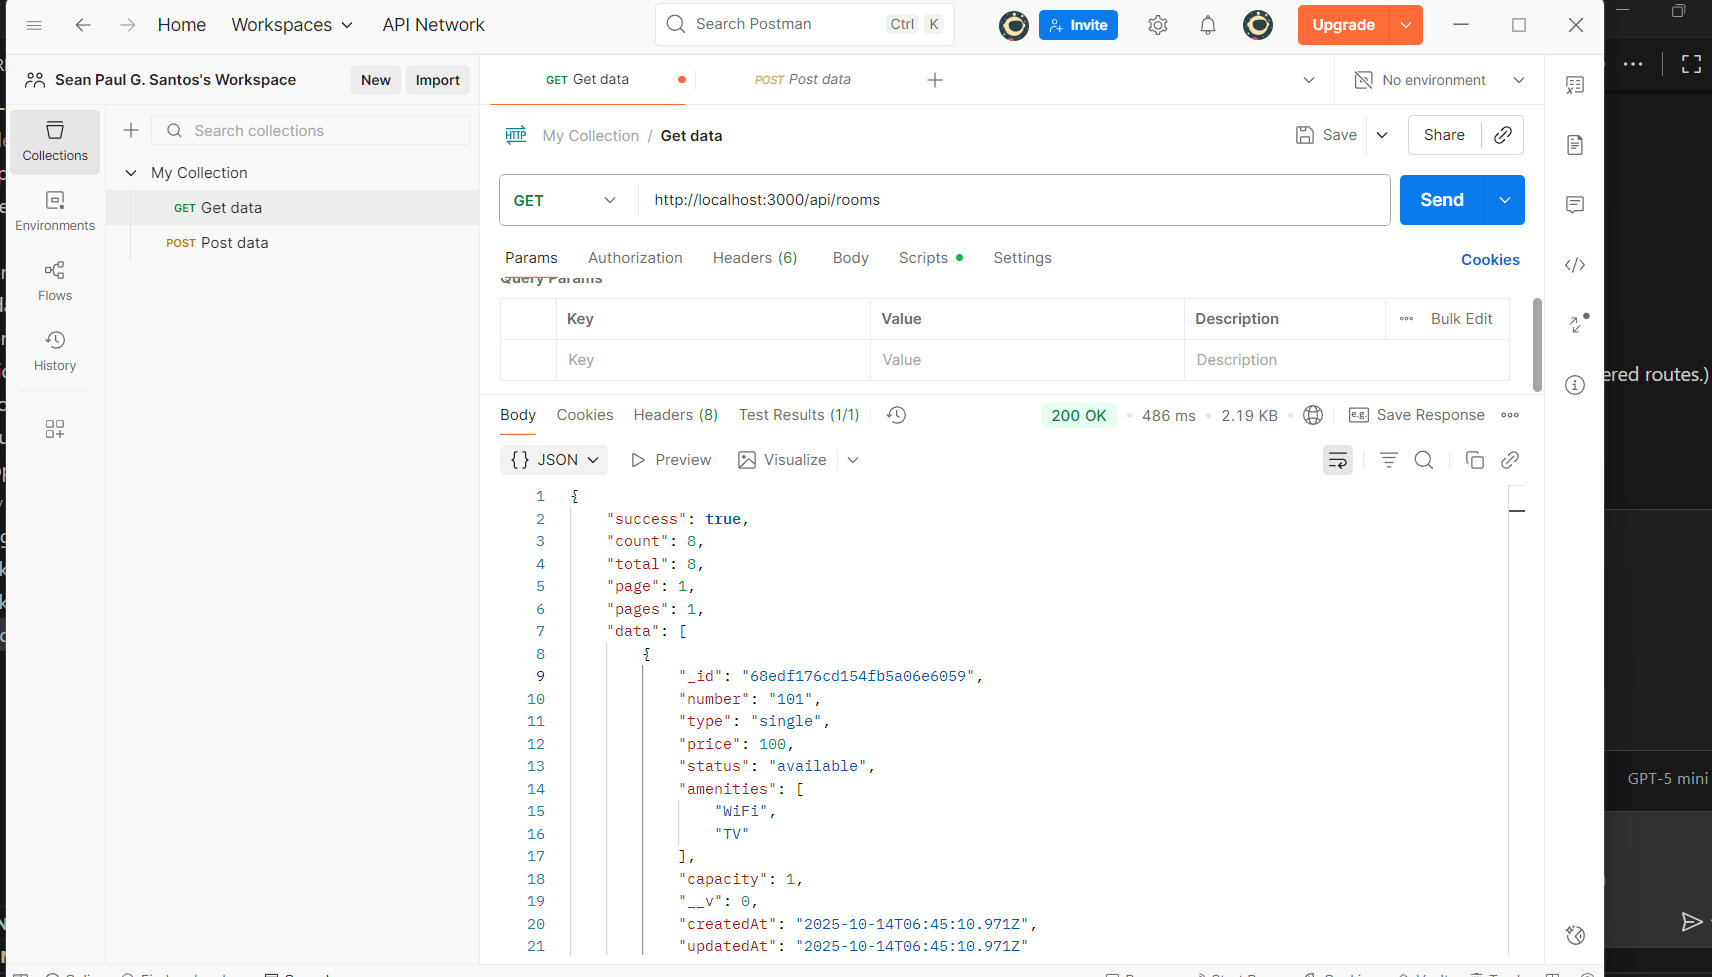 Home
Workspaces
API Network
Search Postman
Ctrl K
Invite
Upgrade
Sean Paul G. Santos's Workspace
New
Import
GET Get data
POST Post data
No environment
Collections
Environments
Flows
History
Search collections
My Collection
GET Get data
POST Post data
HTTP My Collection / Get data
Save
Share
GET
http://localhost:3000/api/rooms
Send
Params
Authorization
Headers (6)
Body
Scripts
Settings
Cookies
Query Params
Key
Value
Description
Bulk Edit
Key
Value
Description
Body
Cookies
Headers (8)
Test Results (1/1)
200 OK
486 ms
2.19 KB
e.g. Save Response
{} JSON
Preview
Visualize
1 {
2 "success": true,
3 "count": 8,
4 "total": 8,
5 "page": 1,
6 "pages": 1,
7 "data": [
8 {
9 "_id": "68edf176cd154fb5a06e6059",
10 "number": "101",
11 "type": "single",
12 "price": 100,
13 "status": "available",
14 "amenities": [
15 "WiFi",
16 "TV"
17 ],
18 "capacity": 1,
19 "__v": 0,
20 "createdAt": "2025-10-14T06:45:10.971Z",
21 "updatedAt": "2025-10-14T06:45:10.971Z"
ered routes.)
GPT-5 mini